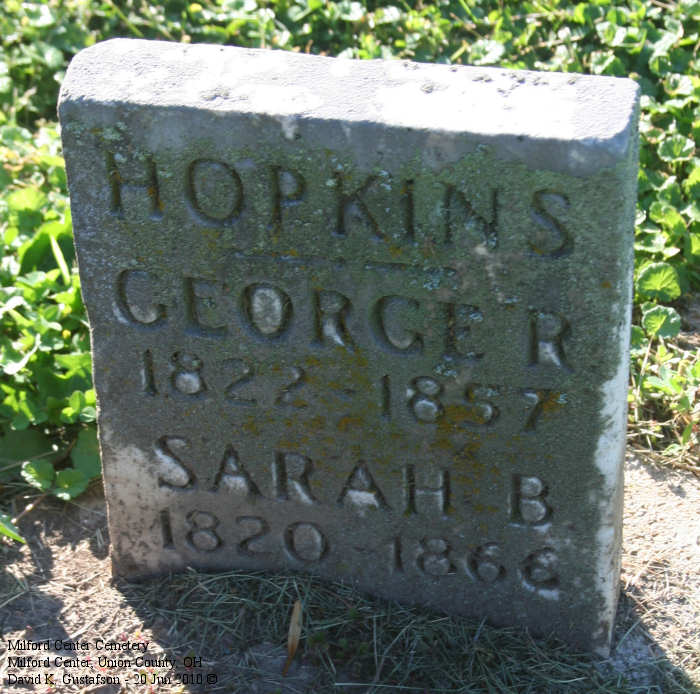 HOPKINS
GEORGE R
1822 - 1857
SARAH B
1820 - 1866
Milford Center Cemetery
Milford Center, Union County, OH
David K. Gustafson - 20 Jun 2010 ©